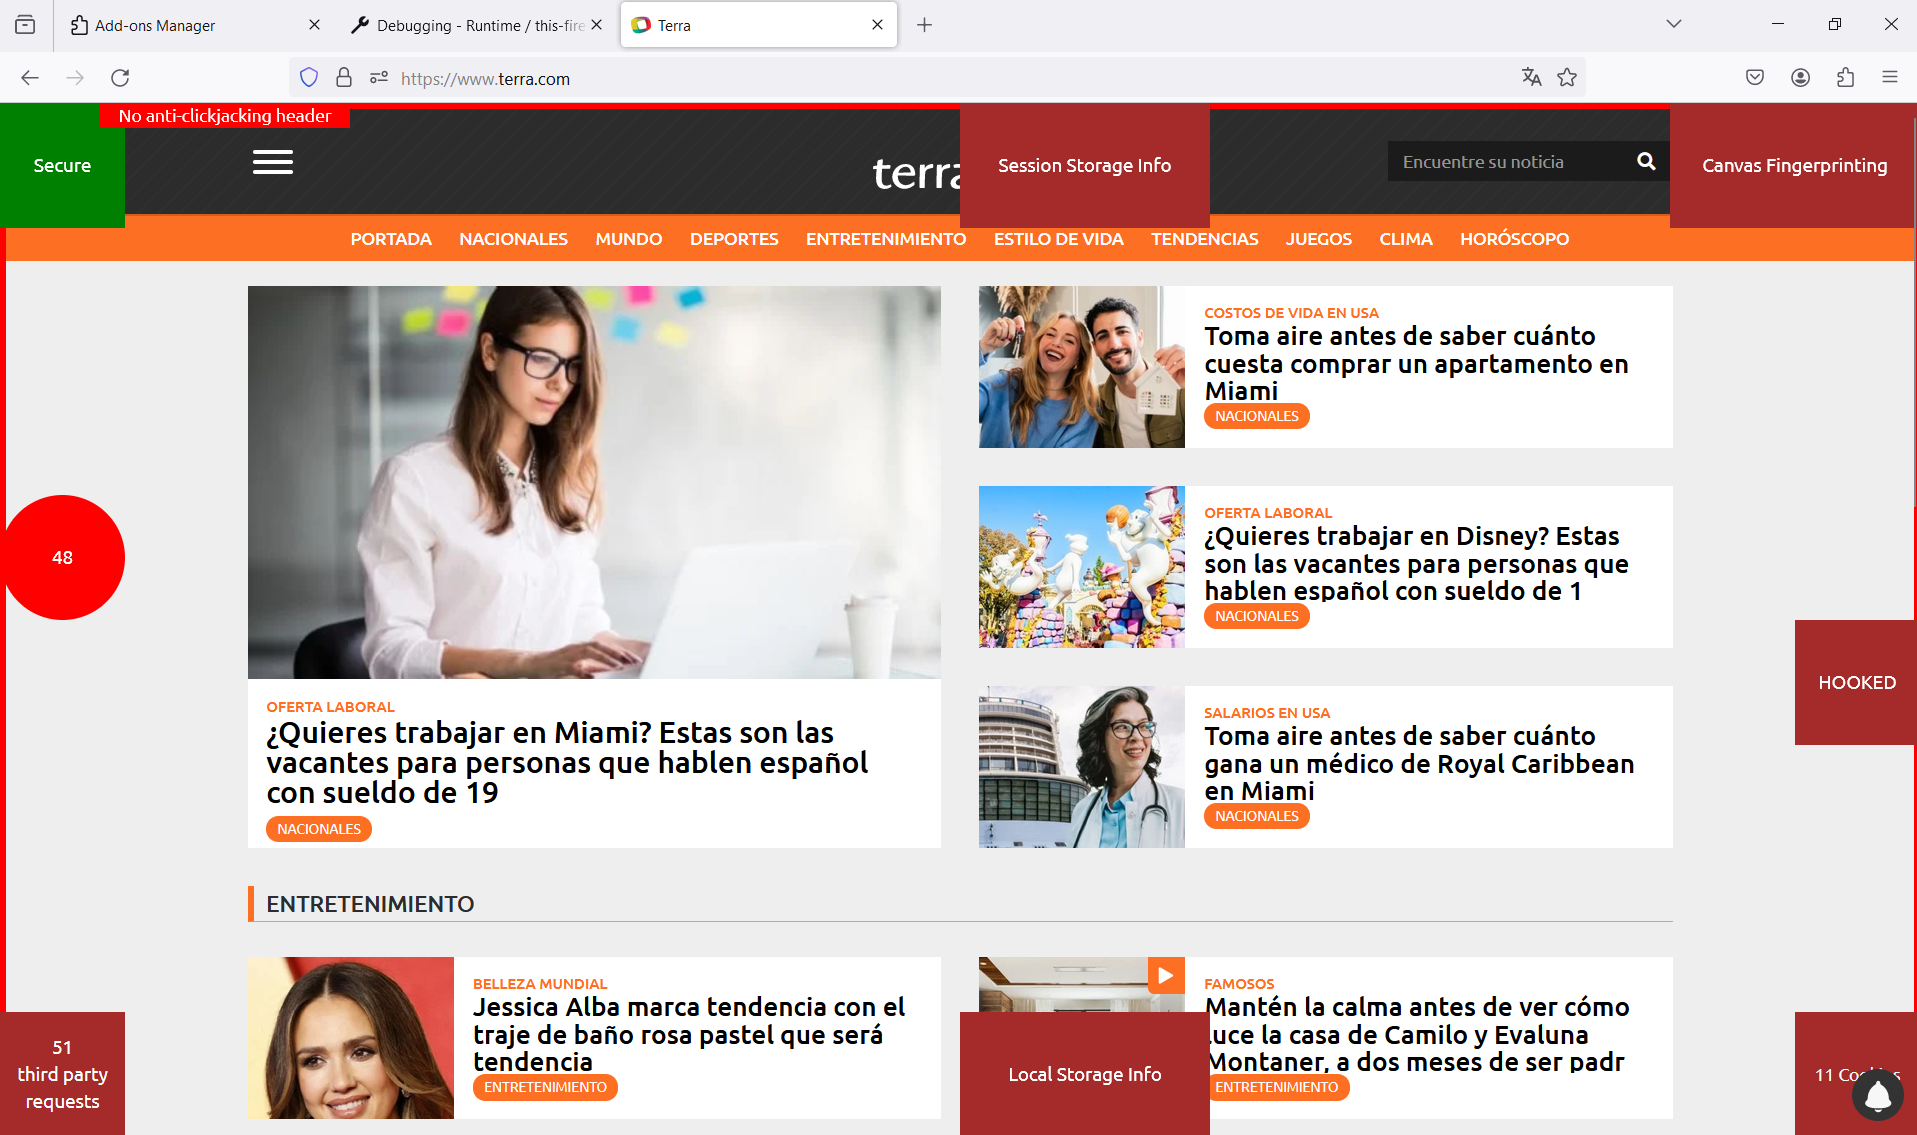 Add-ons Manager
Debugging - Runtime / this-fire
Terra
https://www.terra.com
No anti-clickjacking header
Secure
terra
Session Storage Info
Encuentre su noticia
Canvas Fingerprinting
PORTADA NACIONALES MUNDO DEPORTES ENTRETENIMIENTO ESTILO DE VIDA TENDENCIAS JUEGOS CLIMA HORÓSCOPO
COSTOS DE VIDA EN USA
Toma aire antes de saber cuánto
cuesta comprar un apartamento en
Miami
NACIONALES
OFERTA LABORAL
¿Quieres trabajar en Disney? Estas
son las vacantes para personas que
hablen español con sueldo de 1
NACIONALES
48
HOOKED
OFERTA LABORAL
¿Quieres trabajar en Miami? Estas son las
vacantes para personas que hablen español
con sueldo de 19
NACIONALES
SALARIOS EN USA
Toma aire antes de saber cuánto
gana un médico de Royal Caribbean
en Miami
NACIONALES
ENTRETENIMIENTO
BELLEZA MUNDIAL
Jessica Alba marca tendencia con el
traje de baño rosa pastel que será
tendencia
ENTRETENIMIENTO
FAMOSOS
Mantén la calma antes de ver cómo
luce la casa de Camilo y Evaluna
Montaner, a dos meses de ser padr
ENTRETENIMIENTO
51
third party
requests
Local Storage Info
11 Cookies